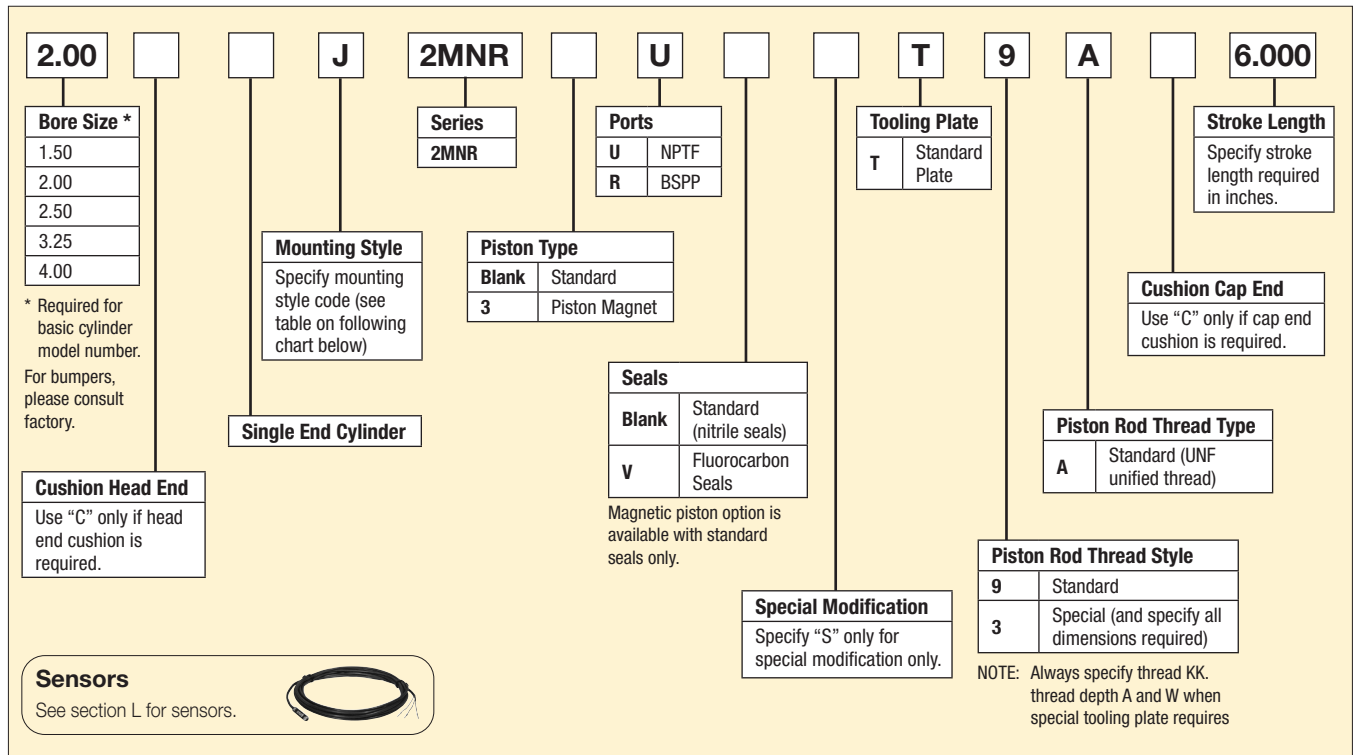 2.00 J 2MNR U T 9 A 6.000
Bore Size *
1.50
2.00
2.50
3.25
4.00
* Required for
basic cylinder
model number.
For bumpers,
please consult
factory.
Cushion Head End
Use “C” only if head
end cushion is
required.
Single End Cylinder
Mounting Style
Specify mounting
style code (see
table on following
chart below)
Series
2MNR
Piston Type
Blank Standard
3 Piston Magnet
Ports
U NPTF
R BSPP
Seals
Blank Standard
(nitrile seals)
V Fluorocarbon
Seals
Magnetic piston option is
available with standard
seals only.
Special Modification
Specify “S” only for
special modification only.
Tooling Plate
T Standard
Plate
Piston Rod Thread Style
9 Standard
3 Special (and specify all
dimensions required)
NOTE: Always specify thread KK.
thread depth A and W when
special tooling plate requires
Piston Rod Thread Type
A Standard (UNF
unified thread)
Cushion Cap End
Use “C” only if cap end
cushion is required.
Stroke Length
Specify stroke
length required
in inches.
Sensors
See section L for sensors.